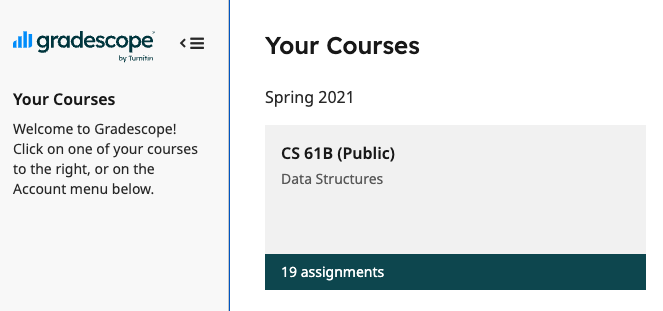 gradescope
by Turnitin
Your Courses
Welcome to Gradescope!
Click on one of your courses
to the right, or on the
Account menu below.
Your Courses
Spring 2021
CS 61B (Public)
Data Structures
19 assignments